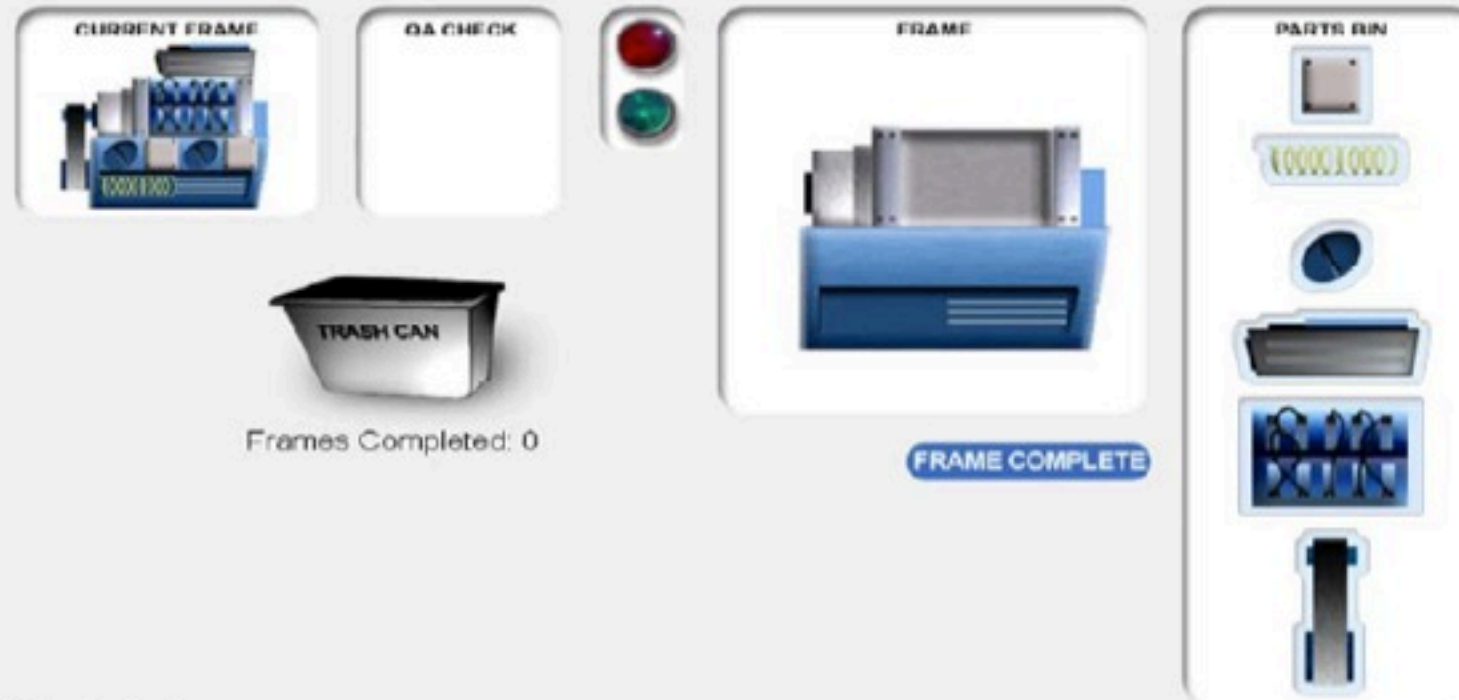 CURRENT FRAME
QA CHECK
FRAME
PARTS BIN
TRASH CAN
Frames Completed: 0
FRAME COMPLETE